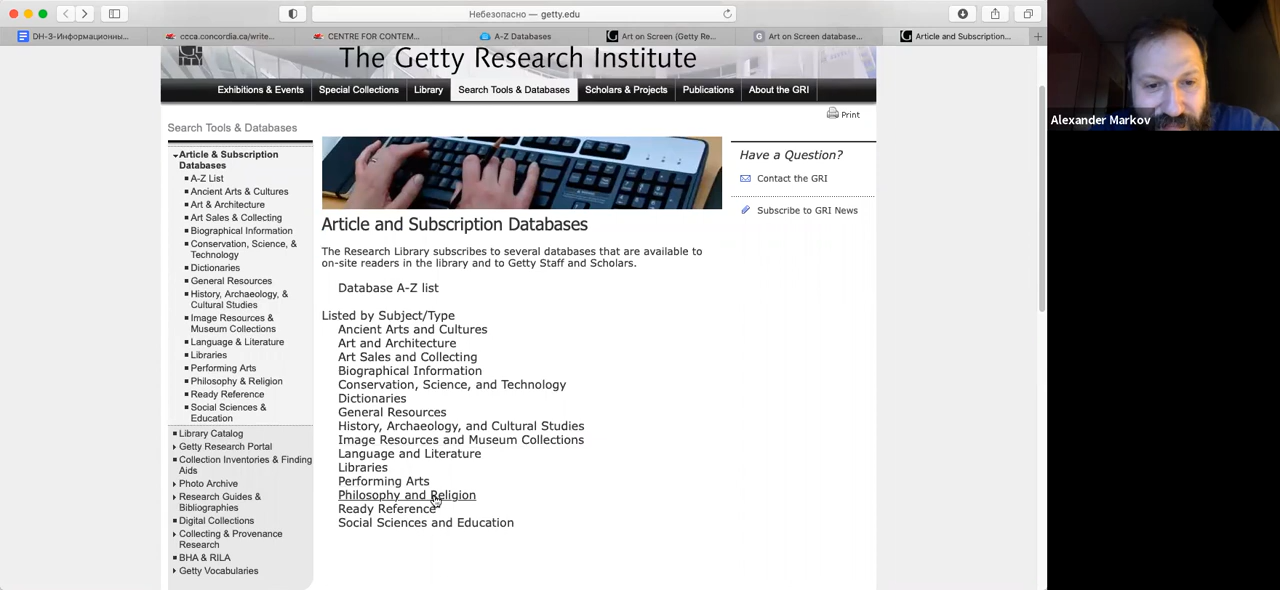 Небезопасно — getty.edu
DH-3-Информационны...
ccca.concordia.ca/write...
CENTRE FOR CONTEM...
A-Z Databases
Art on Screen (Getty Re...
Art on Screen database...
Article and Subscription...
The Getty Research Institute
Exhibitions & Events
Special Collections
Library
Search Tools & Databases
Scholars & Projects
Publications
About the GRI
Print
Search Tools & Databases
Article & Subscription
Databases
A-Z List
Ancient Arts & Cultures
Art & Architecture
Art Sales & Collecting
Biographical Information
Conservation, Science, &
Technology
Dictionaries
General Resources
History, Archaeology, &
Cultural Studies
Image Resources &
Museum Collections
Language & Literature
Libraries
Performing Arts
Philosophy & Religion
Ready Reference
Social Sciences &
Education
Library Catalog
Getty Research Portal
Collection Inventories & Finding
Aids
Photo Archive
Research Guides &
Bibliographies
Digital Collections
Collecting & Provenance
Research
BHA & RILA
Getty Vocabularies
Article and Subscription Databases
The Research Library subscribes to several databases that are available to
on-site readers in the library and to Getty Staff and Scholars.
Database A-Z list
Listed by Subject/Type
Ancient Arts and Cultures
Art and Architecture
Art Sales and Collecting
Biographical Information
Conservation, Science, and Technology
Dictionaries
General Resources
History, Archaeology, and Cultural Studies
Image Resources and Museum Collections
Language and Literature
Libraries
Performing Arts
Philosophy and Religion
Ready Reference
Social Sciences and Education
Have a Question?
Contact the GRI
Subscribe to GRI News
Alexander Markov